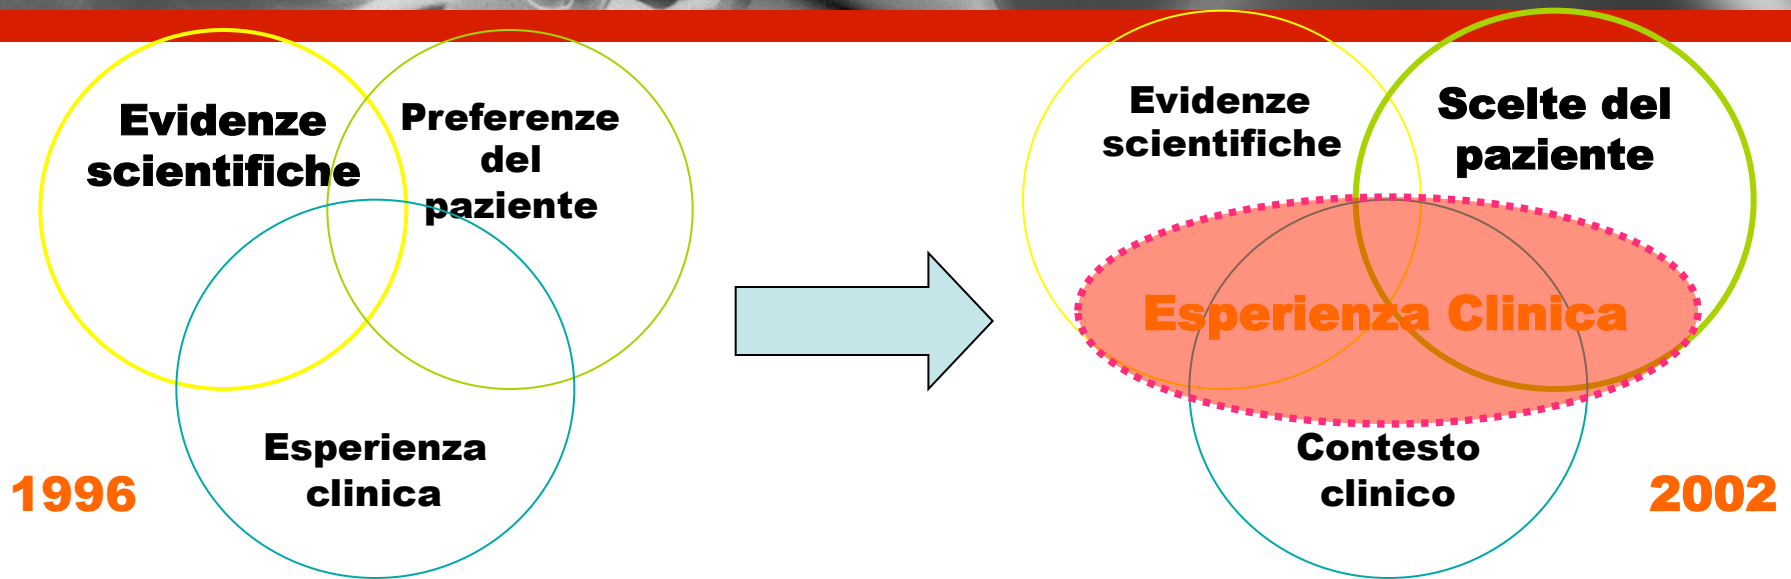 Evidenze
scientifiche
Preferenze
del
paziente
Esperienza
clinica
1996
Evidenze
scientifiche
Scelte del
paziente
Esperienza Clinica
Contesto
clinico
2002